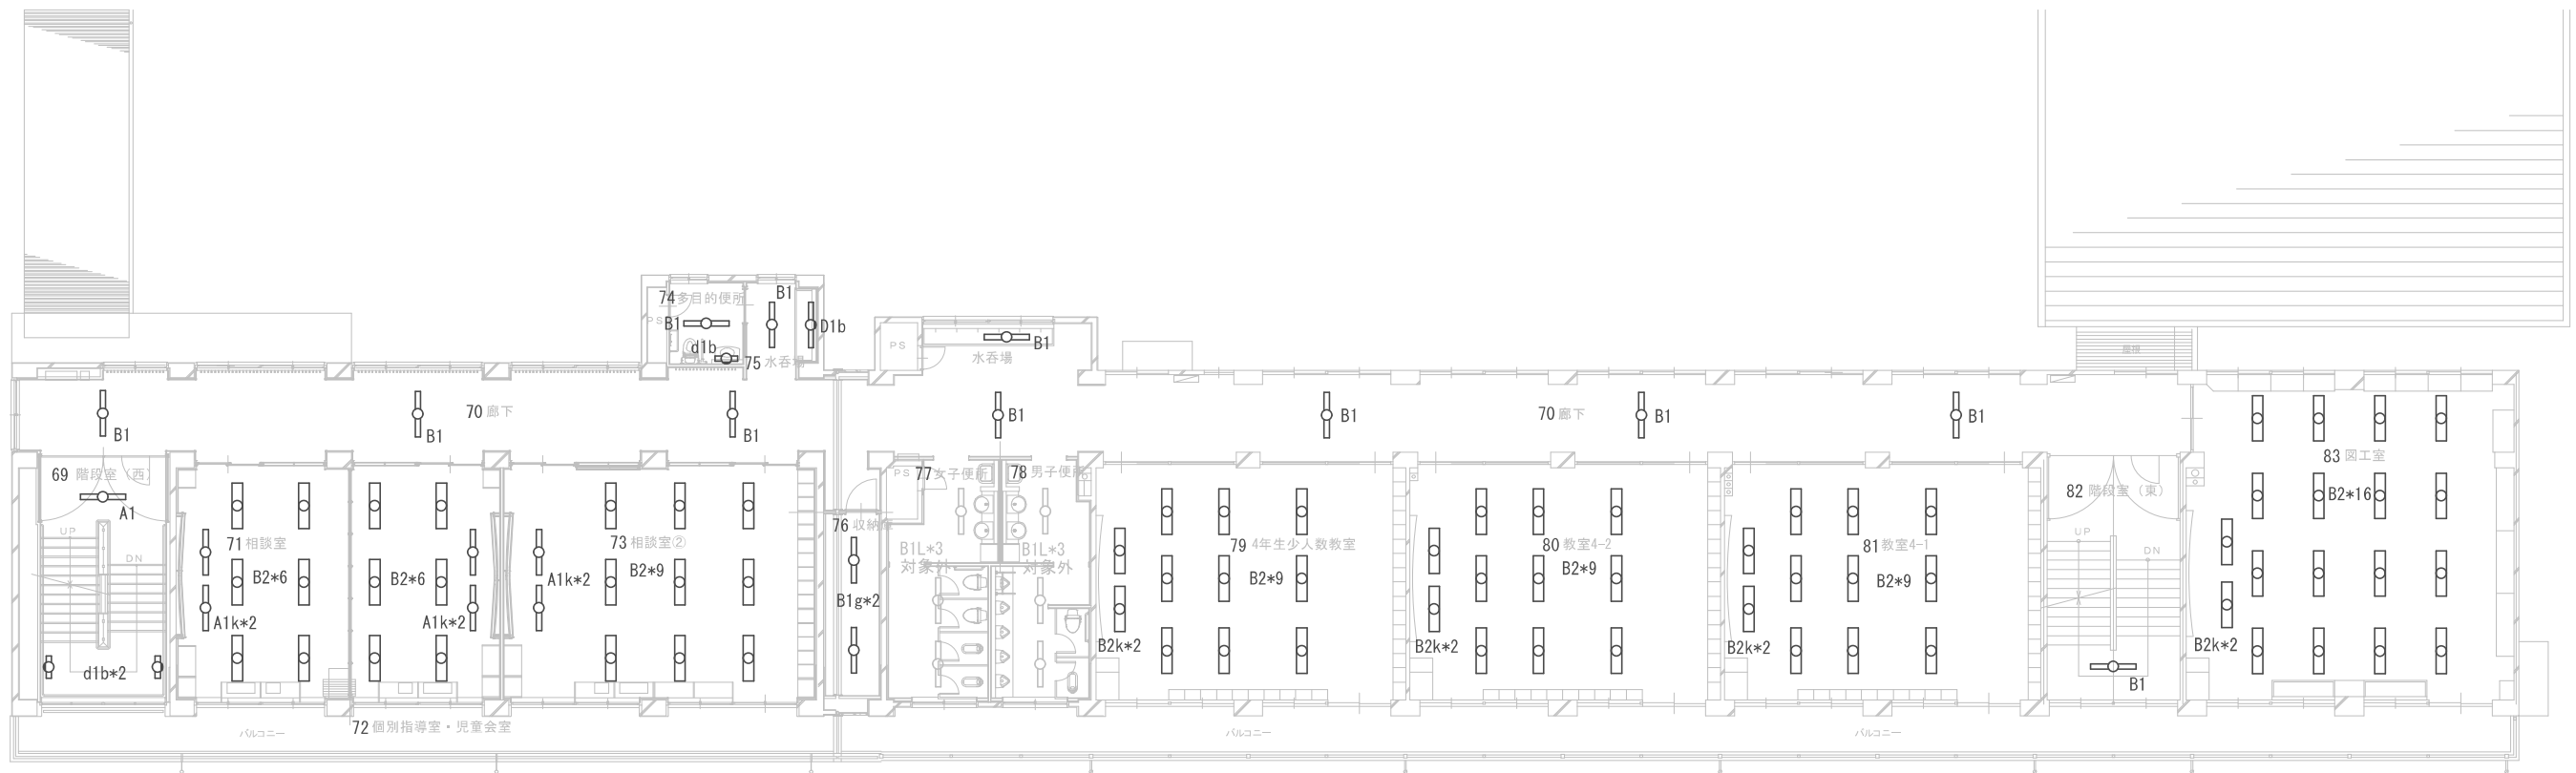 74 多目的便所
B1
PS
B1
D1b
d1b
75 水呑場
PS
B1
水呑場
70 廊下
B1
B1
B1
B1
B1
70 廊下
B1
B1
69 階段室（西）
A1
UP
DN
d1b*2
71 相談室
B2*6
A1k*2
B2*6
A1k*2
72 個別指導室・児童会室
73 相談室②
A1k*2
B2*9
76 収納庫
B1g*2
PS
77 女子便所
B1L*3
対象外
78 男子便所
B1L*3
対象外
79 4年生少人数教室
B2*9
B2k*2
80 教室4-2
B2*9
B2k*2
81 教室4-1
B2*9
B2k*2
82 階段室（東）
UP
DN
B1
83 図工室
B2*16
B2k*2
バルコニー
バルコニー
バルコニー